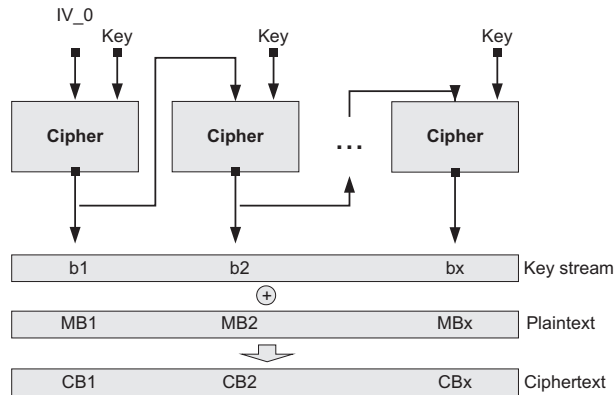 IV_0
Key Key Key
Cipher Cipher Cipher
...
b1 b2 bx Key stream
+
MB1 MB2 MBx Plaintext
CB1 CB2 CBx Ciphertext